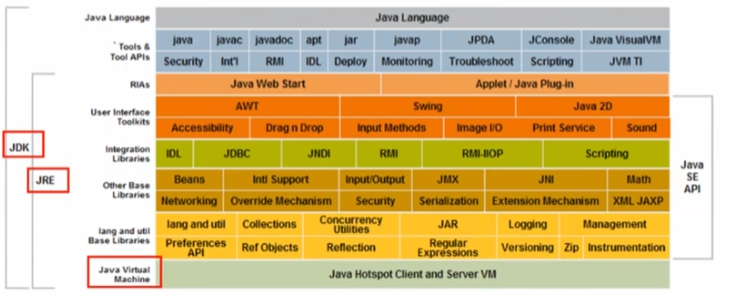 Java Language Java Language
Tools & Tool APIs java javac javadoc apt jar javap JPDA JConsole Java VisualVM
Security Int'l RMI IDL Deploy Monitoring Troubleshoot Scripting JVM TI
RIAs Java Web Start Applet / Java Plug-in
User Interface Toolkits AWT Swing Java 2D
Accessibility Drag n Drop Input Methods Image I/O Print Service Sound
Integration Libraries IDL JDBC JNDI RMI RMI-IIOP Scripting
Other Base Libraries Beans Intl Support Input/Output JMX JNI Math
Networking Override Mechanism Security Serialization Extension Mechanism XML JAXP
lang and util Base Libraries lang and util Collections Concurrency Utilities JAR Logging Management
Preferences API Ref Objects Reflection Regular Expressions Versioning Zip Instrumentation
Java Virtual Machine Java Hotspot Client and Server VM
JDK
JRE
Java SE API